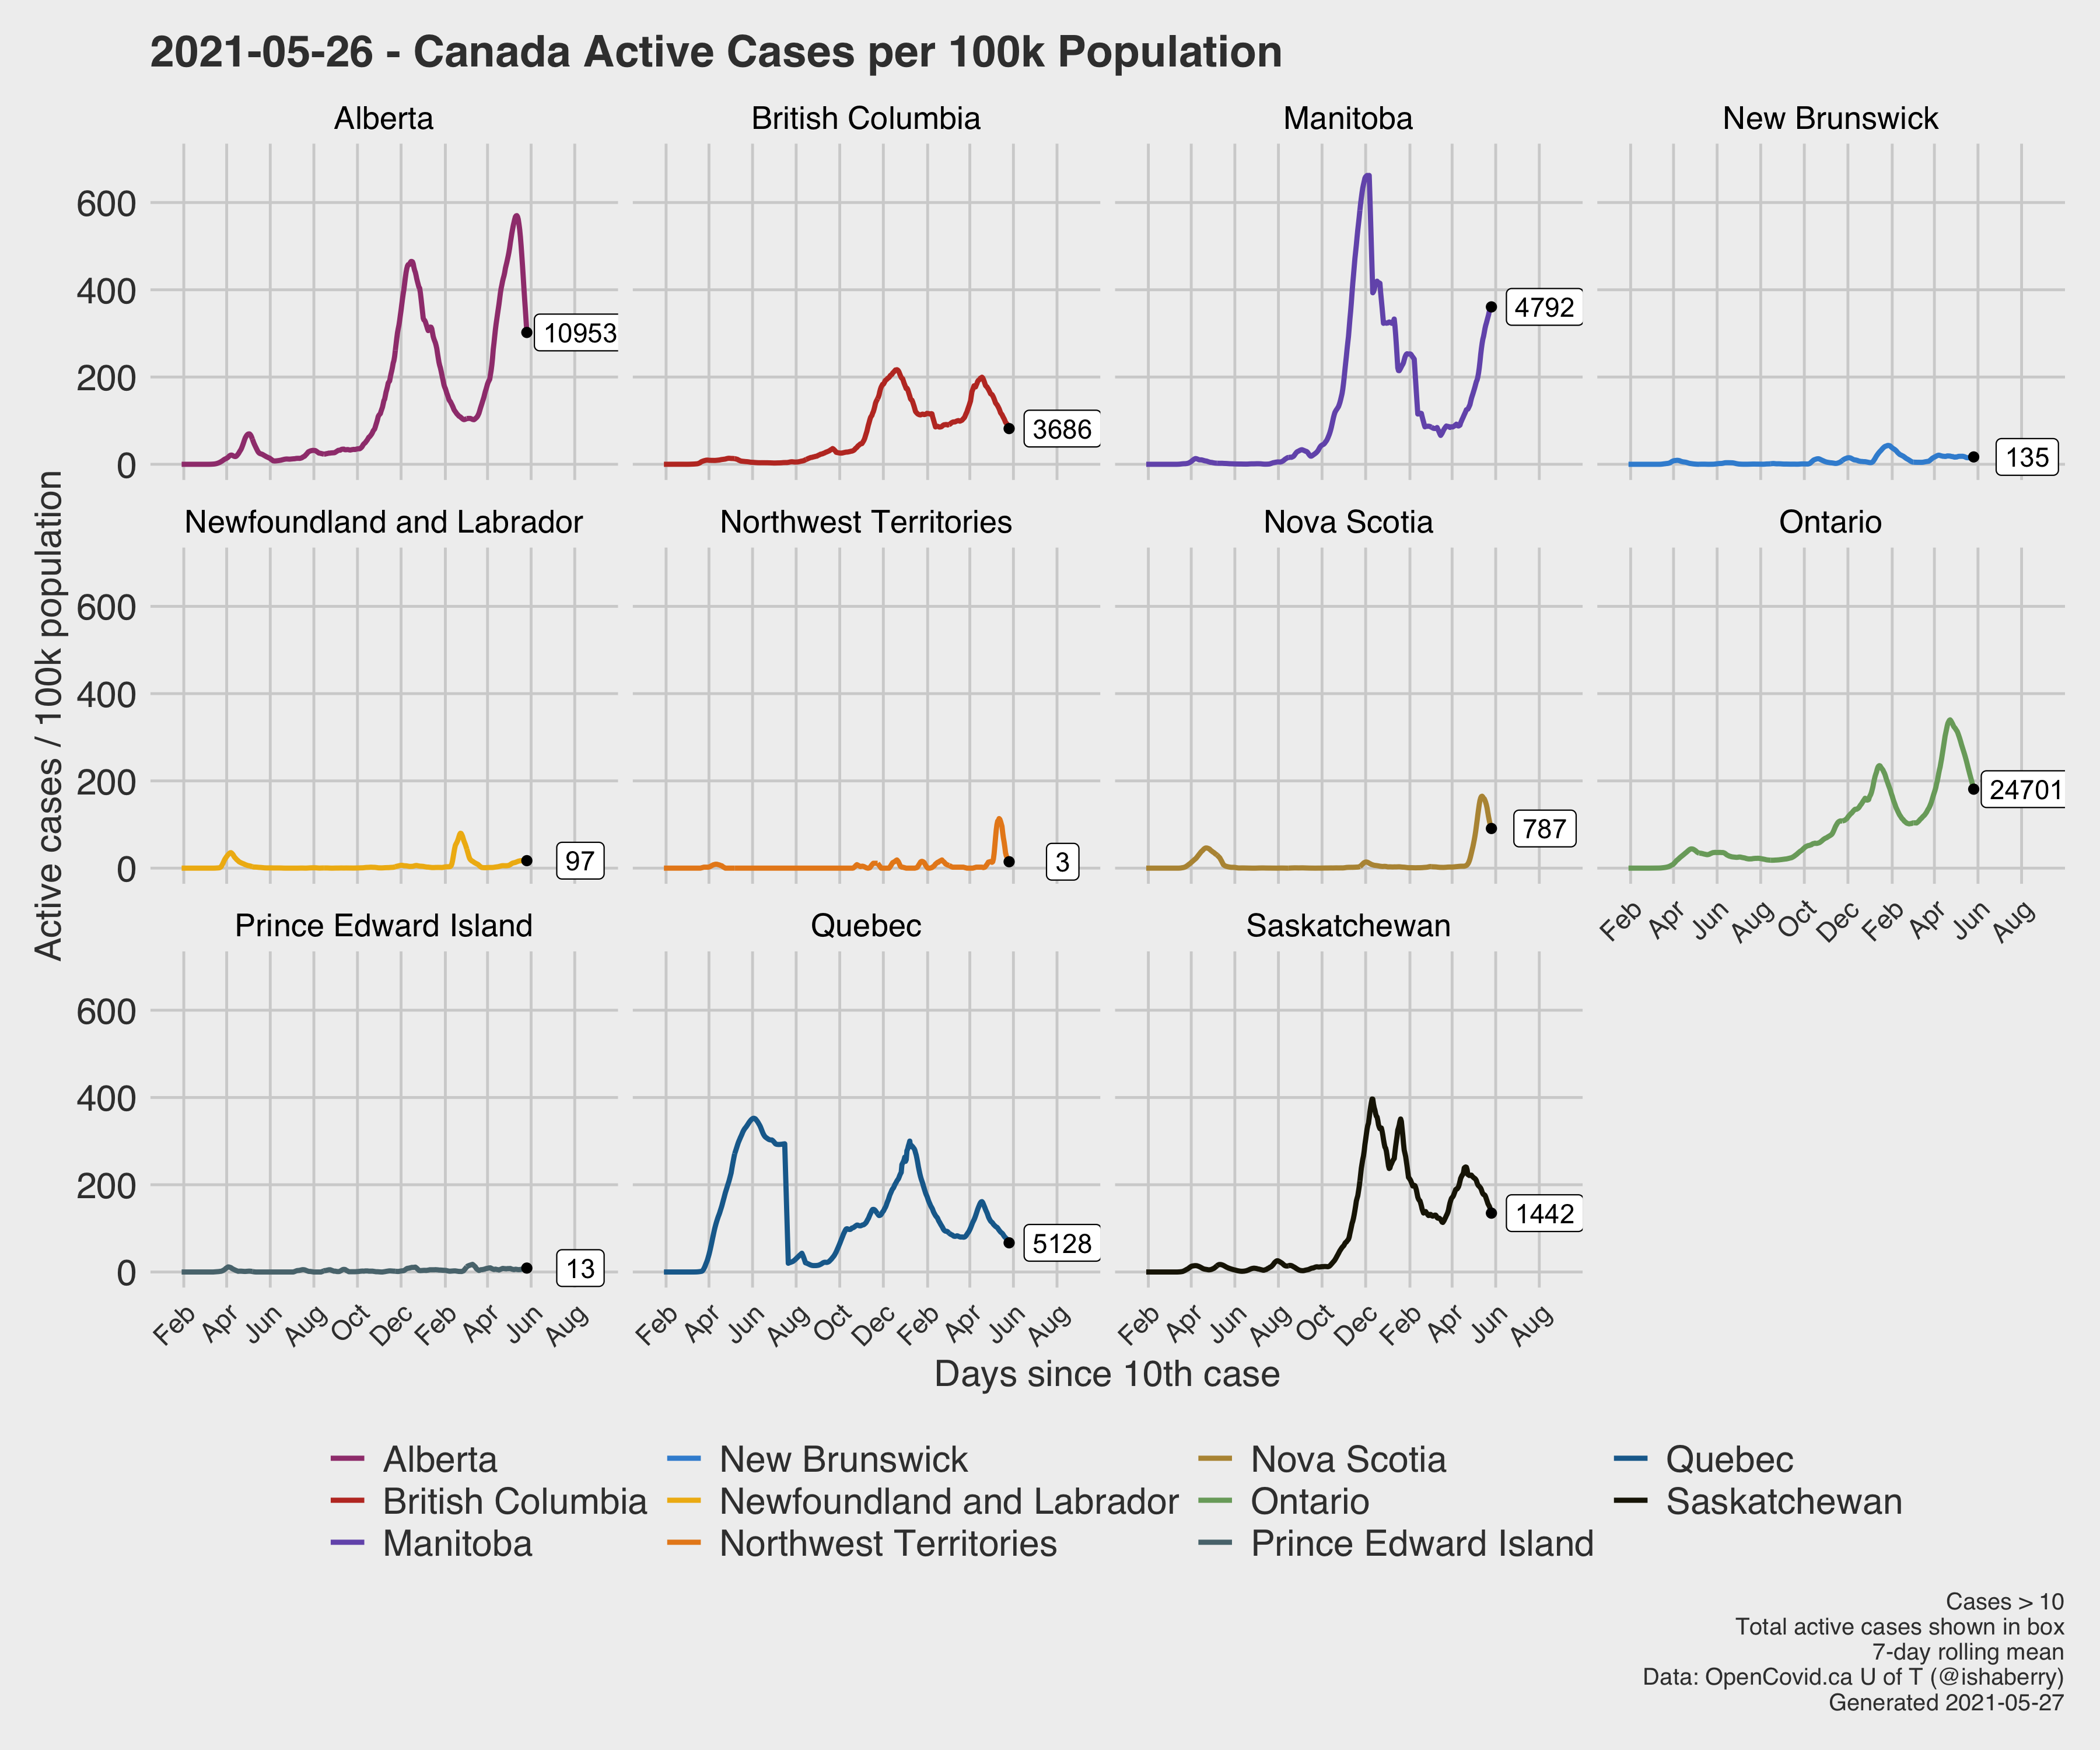 2021-05-26 - Canada Active Cases per 100k Population
Active cases / 100k population
Alberta
British Columbia
Manitoba
New Brunswick
600
400
200
0
10953
3686
4792
135
Newfoundland and Labrador
Northwest Territories
Nova Scotia
Ontario
600
400
200
0
97
3
787
24701
Feb Apr Jun Aug Oct Dec Feb Apr Jun Aug
Prince Edward Island
Quebec
Saskatchewan
600
400
200
0
13
5128
1442
Feb Apr Jun Aug Oct Dec Feb Apr Jun Aug
Feb Apr Jun Aug Oct Dec Feb Apr Jun Aug
Feb Apr Jun Aug Oct Dec Feb Apr Jun Aug
Days since 10th case
Alberta
British Columbia
Manitoba
New Brunswick
Newfoundland and Labrador
Northwest Territories
Nova Scotia
Ontario
Prince Edward Island
Quebec
Saskatchewan
Cases > 10
Total active cases shown in box
7-day rolling mean
Data: OpenCovid.ca U of T (@ishaberry)
Generated 2021-05-27